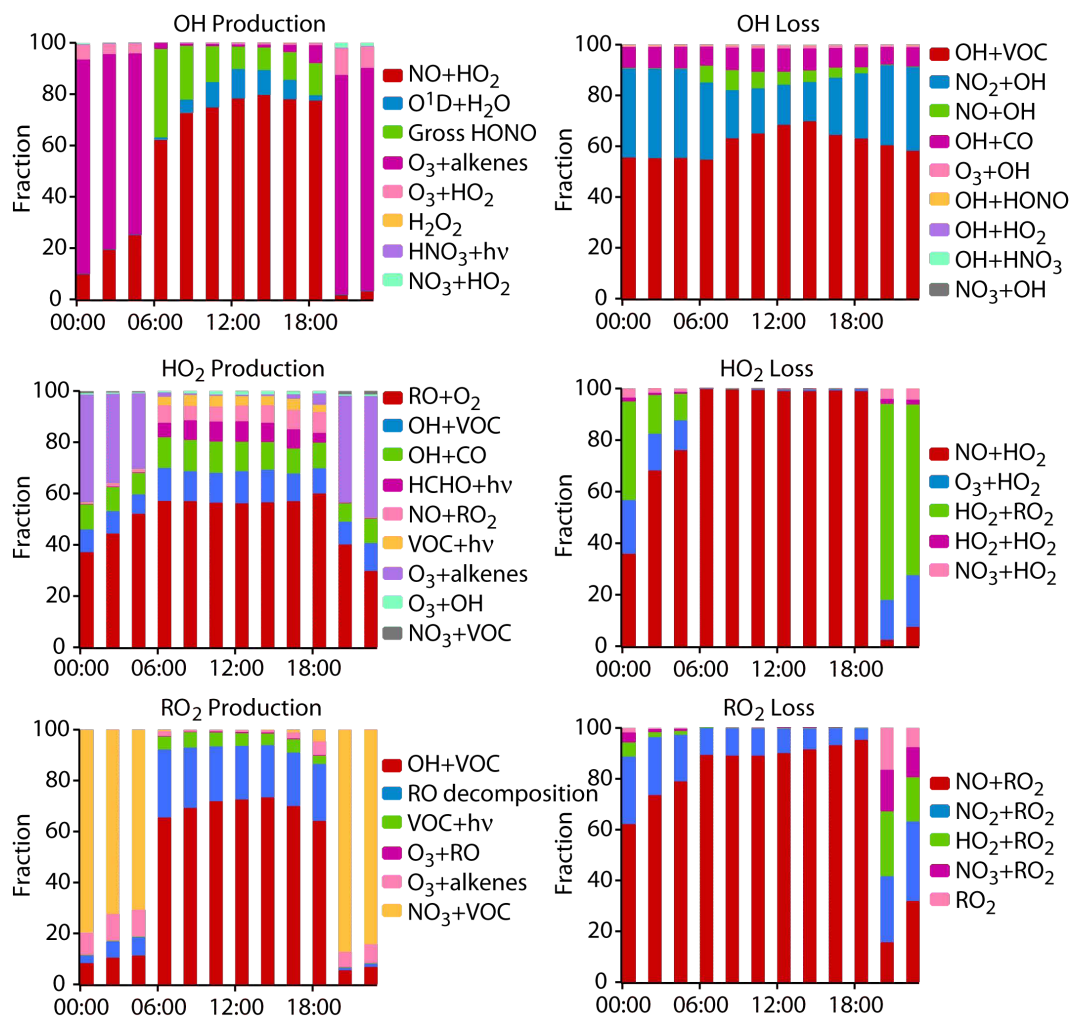 OH Production
100
80
60
40
20
0
Fraction
00:00 06:00 12:00 18:00
NO+HO₂
O¹D+H₂O
Gross HONO
O₃+alkenes
O₃+HO₂
H₂O₂
HNO₃+hν
NO₃+HO₂
OH Loss
100
80
60
40
20
0
Fraction
00:00 06:00 12:00 18:00
OH+VOC
NO₂+OH
NO+OH
OH+CO
O₃+OH
OH+HONO
OH+HO₂
OH+HNO₃
NO₃+OH
HO₂ Production
100
80
60
40
20
0
Fraction
00:00 06:00 12:00 18:00
RO+O₂
OH+VOC
OH+CO
HCHO+hν
NO+RO₂
VOC+hν
O₃+alkenes
O₃+OH
NO₃+VOC
HO₂ Loss
100
80
60
40
20
0
Fraction
00:00 06:00 12:00 18:00
NO+HO₂
O₃+HO₂
HO₂+RO₂
HO₂+HO₂
NO₃+HO₂
RO₂ Production
100
80
60
40
20
0
Fraction
00:00 06:00 12:00 18:00
OH+VOC
RO decomposition
VOC+hν
O₃+RO
O₃+alkenes
NO₃+VOC
RO₂ Loss
100
80
60
40
20
0
Fraction
00:00 06:00 12:00 18:00
NO+RO₂
NO₂+RO₂
HO₂+RO₂
NO₃+RO₂
RO₂